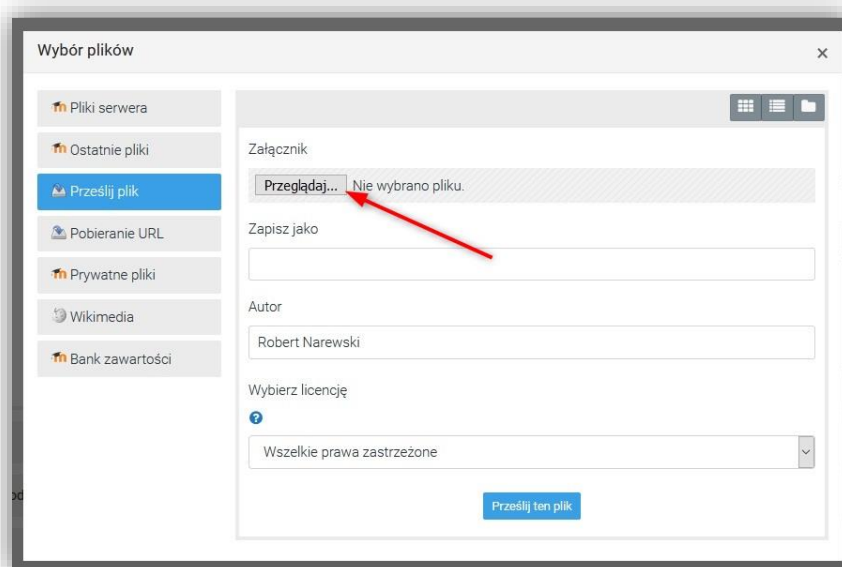 Wybór plików
Pliki serwera
Ostatnie pliki
Prześlij plik
Pobieranie URL
Prywatne pliki
Wikimedia
Bank zawartości
Załącznik
Przeglądaj... Nie wybrano pliku.
Zapisz jako
Autor
Robert Narewski
Wybierz licencję
Wszelkie prawa zastrzeżone
Prześlij ten plik